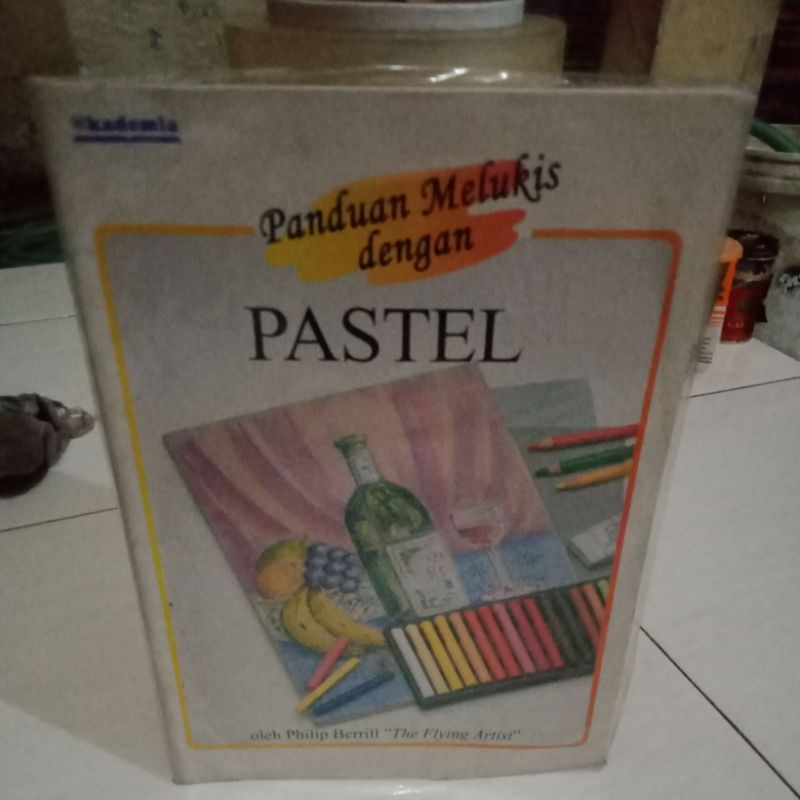 Akademia
Panduan Melukis
dengan
PASTEL
oleh Philip Berrill "The Flying Artist"